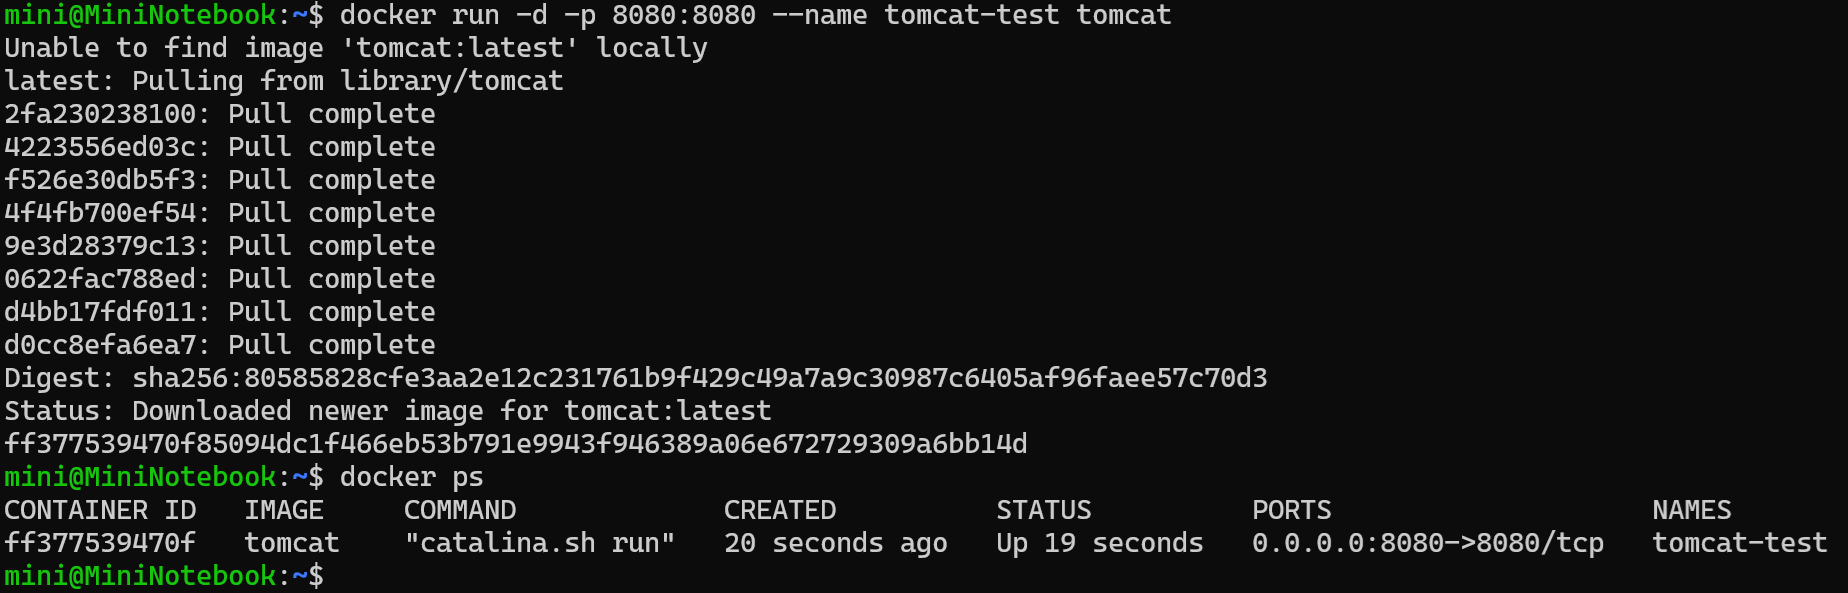 mini@MiniNotebook:~$ docker run -d -p 8080:8080 --name tomcat-test tomcat
Unable to find image 'tomcat:latest' locally
latest: Pulling from library/tomcat
2fa230238100: Pull complete
4223556ed03c: Pull complete
f526e30db5f3: Pull complete
4f4fb700ef54: Pull complete
9e3d28379c13: Pull complete
0622fac788ed: Pull complete
d4bb17fdf011: Pull complete
d0cc8efa6ea7: Pull complete
Digest: sha256:80585828cfe3aa2e12c231761b9f429c49a7a9c30987c6405af96faee57c70d3
Status: Downloaded newer image for tomcat:latest
ff377539470f85094dc1f466eb53b791e9943f946389a06e672729309a6bb14d
mini@MiniNotebook:~$ docker ps
CONTAINER ID   IMAGE     COMMAND             CREATED          STATUS          PORTS                    NAMES
ff377539470f   tomcat    "catalina.sh run"   20 seconds ago   Up 19 seconds   0.0.0.0:8080->8080/tcp   tomcat-test
mini@MiniNotebook:~$